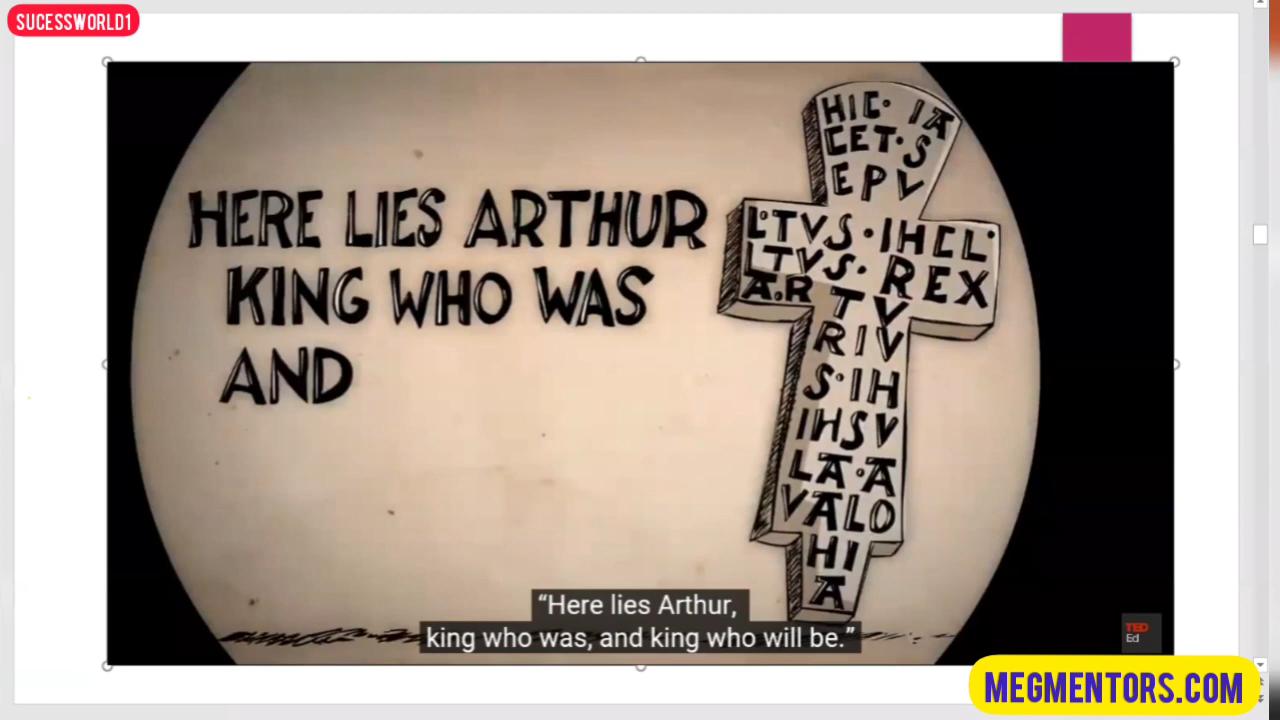 SUCESSWORLD1
HERE LIES ARTHUR
KING WHO WAS
AND
HIC· IA
CET·S
EPV
L·TVS·IHCL·
LTVS· REX
A·R T V
RIV
S·IH
IHSV
LA·A
VALO
HI
A
“Here lies Arthur,
king who was, and king who will be.”
TED
Ed
MEGMENTORS.COM